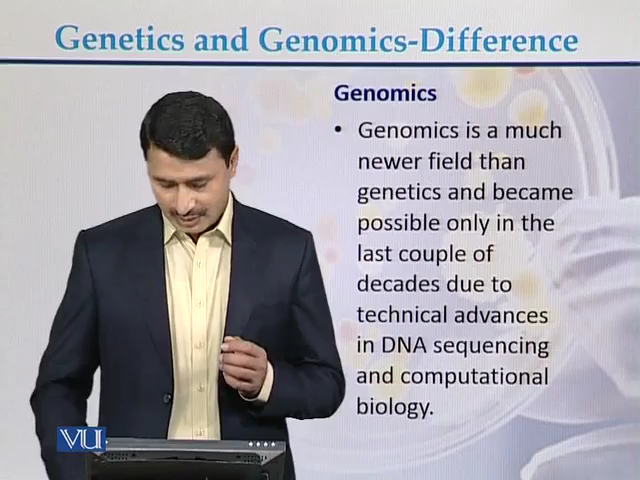 Genetics and Genomics-Difference
Genomics
• Genomics is a much
newer field than
genetics and became
possible only in the
last couple of
decades due to
technical advances
in DNA sequencing
and computational
biology.
VU